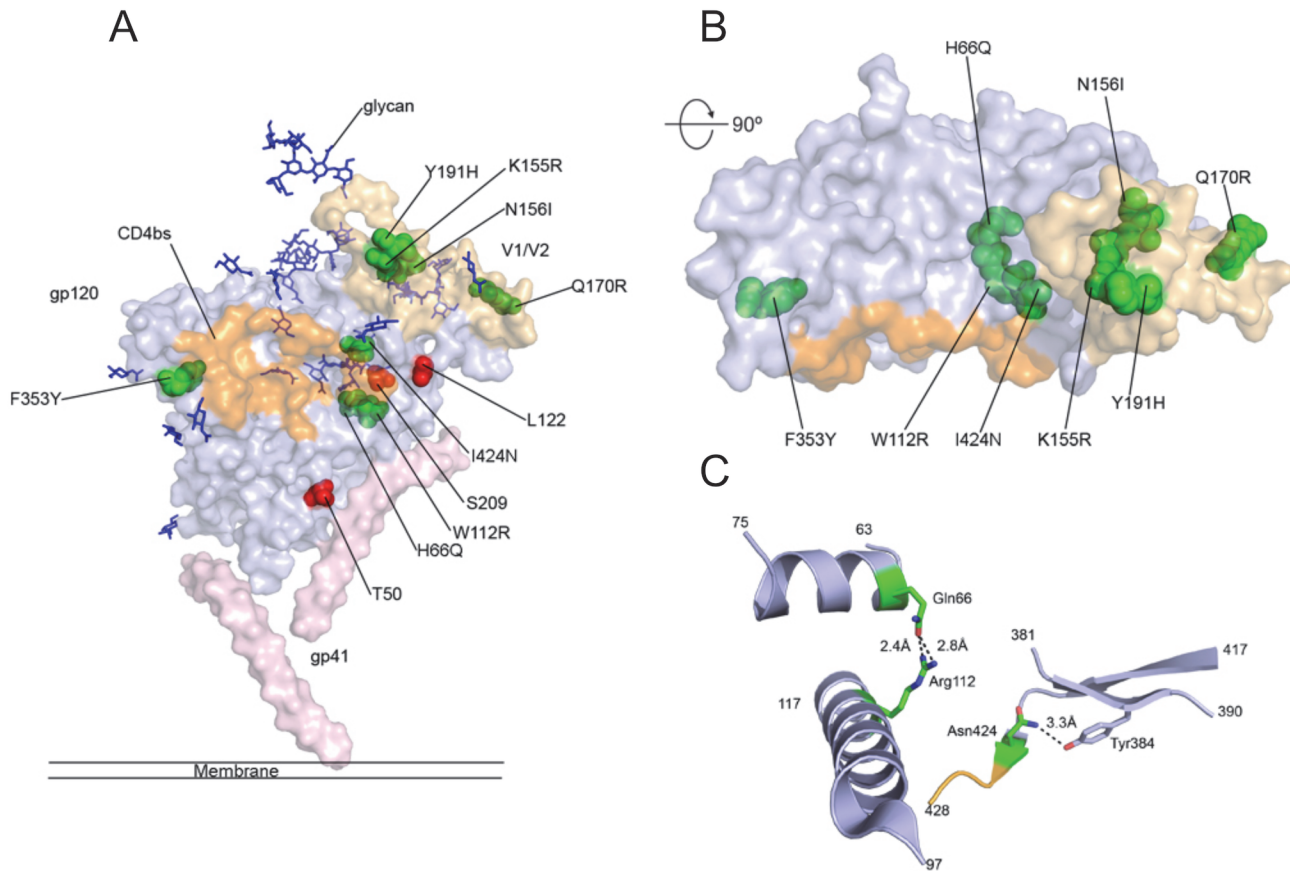 A
glycan
Y191H
K155R
N156I
CD4bs
V1/V2
gp120
Q170R
F353Y
L122
I424N
S209
W112R
H66Q
T50
gp41
Membrane
B
H66Q
N156I
90º
Q170R
F353Y
W112R
I424N
K155R
Y191H
C
75
63
Gln66
2.4Å
2.8Å
381
417
Arg112
117
390
Asn424
3.3Å
Tyr384
428
97